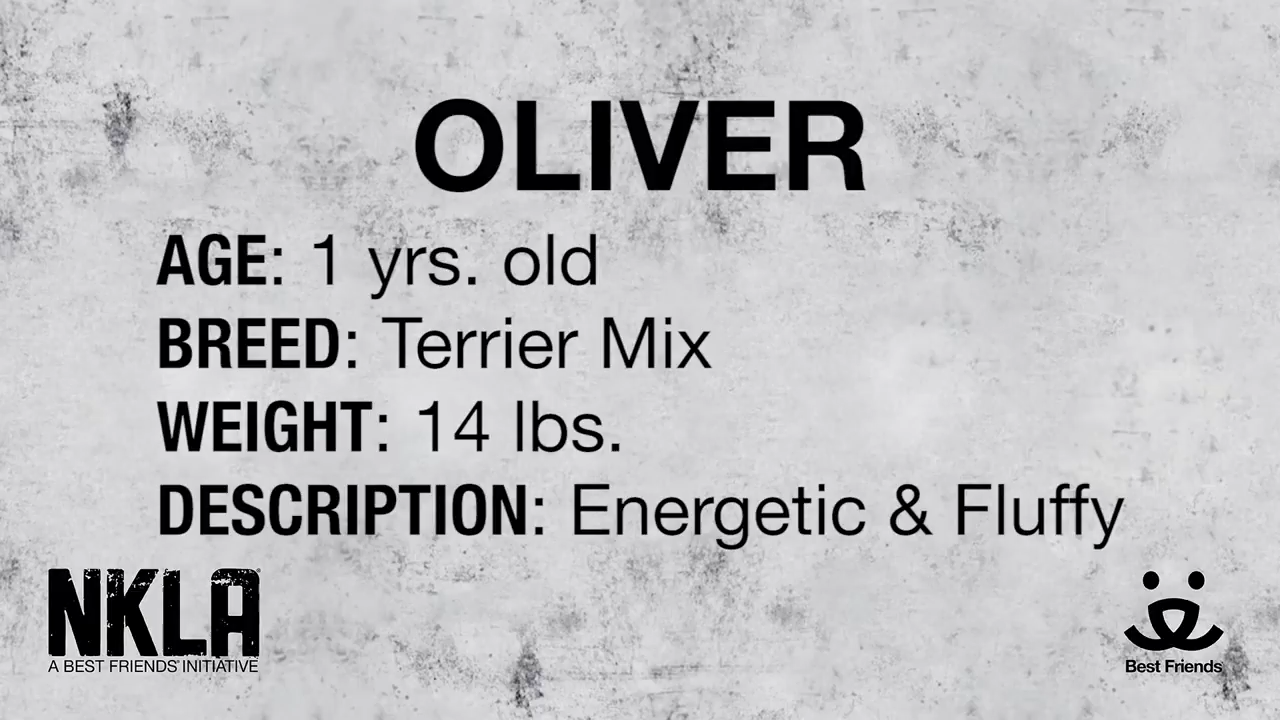 OLIVER
AGE: 1 yrs. old
BREED: Terrier Mix
WEIGHT: 14 lbs.
DESCRIPTION: Energetic & Fluffy
NKLA®
A BEST FRIENDS INITIATIVE
Best Friends